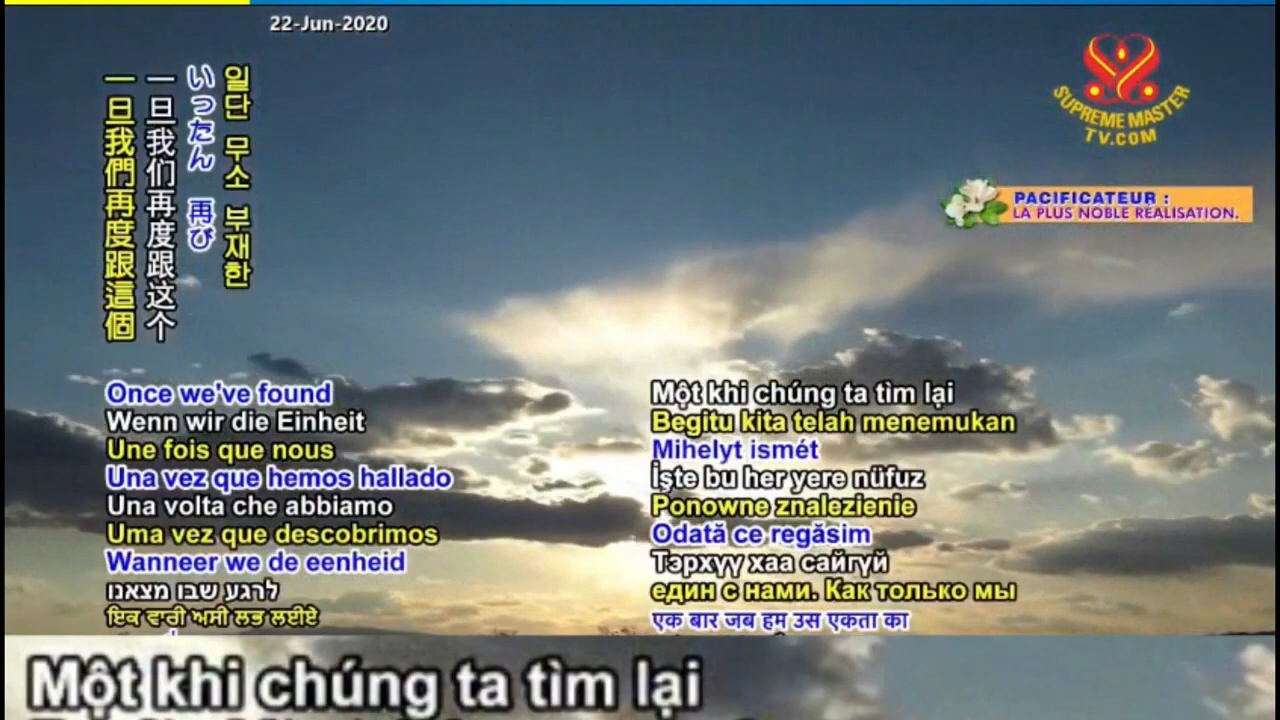 22-Jun-2020
SUPREME MASTER
TV.COM
PACIFICATEUR :
LA PLUS NOBLE RÉALISATION.
일단 무소 부재한
いったん 再び
一旦我们再度跟这个
一旦我們再度跟這個
Once we've found
Wenn wir die Einheit
Une fois que nous
Una vez que hemos hallado
Una volta che abbiamo
Uma vez que descobrimos
Wanneer we de eenheid
לרגע שבו מצאנו
ਇਕ ਵਾਰੀ ਅਸੀ ਲਭ ਲਈਏ
Một khi chúng ta tìm lại
Begitu kita telah menemukan
Mihelyt ismét
İşte bu her yere nüfuz
Ponowne znalezienie
Odată ce regăsim
Тэрхүү хаа сайгүй
един с нами. Как только мы
एक बार जब हम उस एकता का
Một khi chúng ta tìm lại